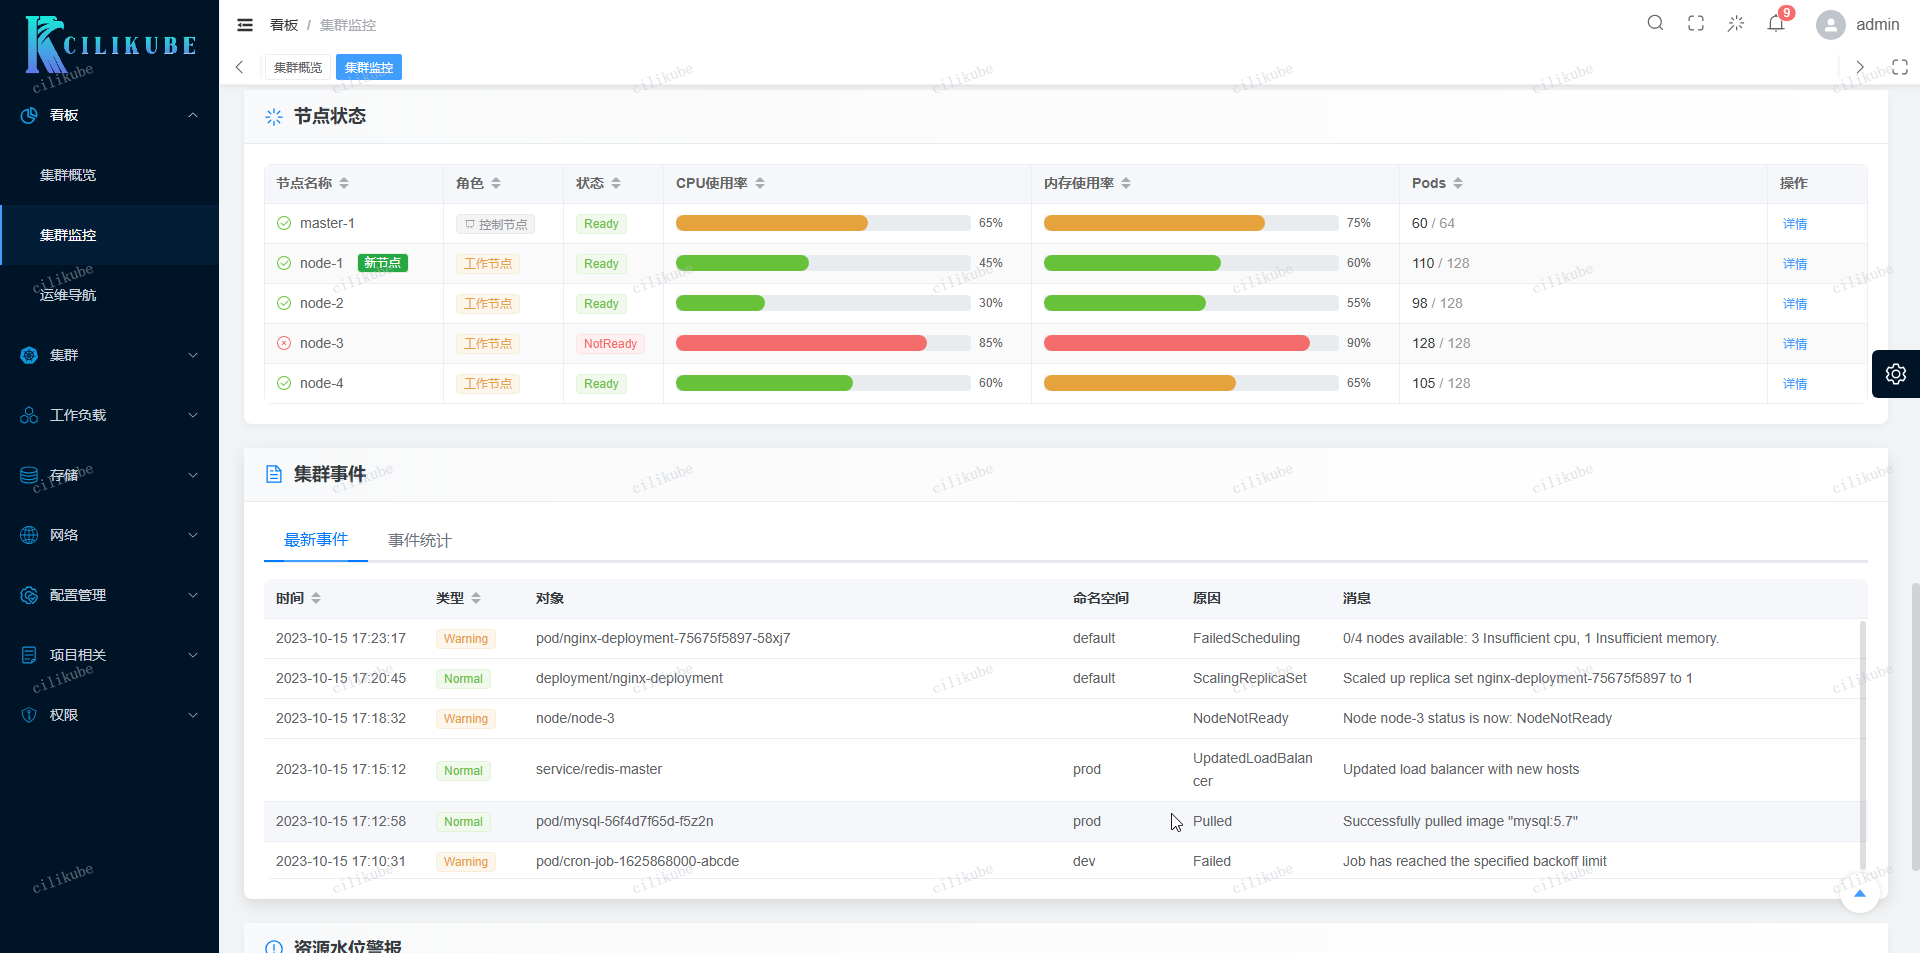 CILIKUBE
看板 / 集群监控
9
admin
集群概览
集群监控
看板
集群概览
集群监控
运维导航
集群
工作负载
存储
网络
配置管理
项目相关
权限
节点状态
节点名称 角色 状态 CPU使用率 内存使用率 Pods 操作
master-1 控制节点 Ready 65% 75% 60 / 64 详情
node-1 新节点 工作节点 Ready 45% 60% 110 / 128 详情
node-2 工作节点 Ready 30% 55% 98 / 128 详情
node-3 工作节点 NotReady 85% 90% 128 / 128 详情
node-4 工作节点 Ready 60% 65% 105 / 128 详情
集群事件
最新事件 事件统计
时间 类型 对象 命名空间 原因 消息
2023-10-15 17:23:17 Warning pod/nginx-deployment-75675f5897-58xj7 default FailedScheduling 0/4 nodes available: 3 Insufficient cpu, 1 Insufficient memory.
2023-10-15 17:20:45 Normal deployment/nginx-deployment default ScalingReplicaSet Scaled up replica set nginx-deployment-75675f5897 to 1
2023-10-15 17:18:32 Warning node/node-3 NodeNotReady Node node-3 status is now: NodeNotReady
2023-10-15 17:15:12 Normal service/redis-master prod UpdatedLoadBalan
cer Updated load balancer with new hosts
2023-10-15 17:12:58 Normal pod/mysql-56f4d7f65d-f5z2n prod Pulled Successfully pulled image "mysql:5.7"
2023-10-15 17:10:31 Warning pod/cron-job-1625868000-abcde dev Failed Job has reached the specified backoff limit
资源水位警报
cilikube